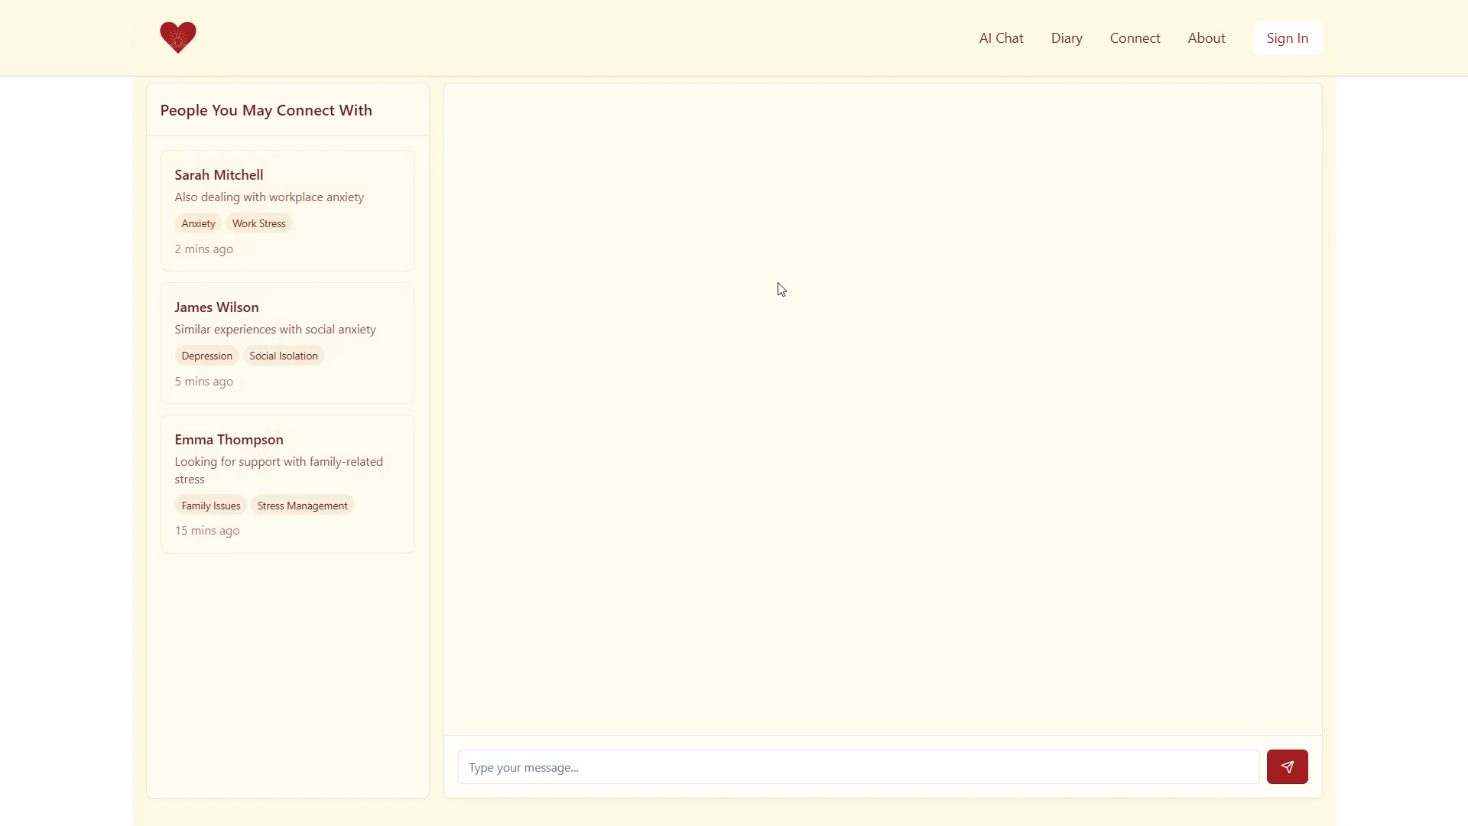 AI Chat
Diary
Connect
About
Sign In
People You May Connect With
Sarah Mitchell
Also dealing with workplace anxiety
Anxiety
Work Stress
2 mins ago
James Wilson
Similar experiences with social anxiety
Depression
Social Isolation
5 mins ago
Emma Thompson
Looking for support with family-related
stress
Family Issues
Stress Management
15 mins ago
Type your message...